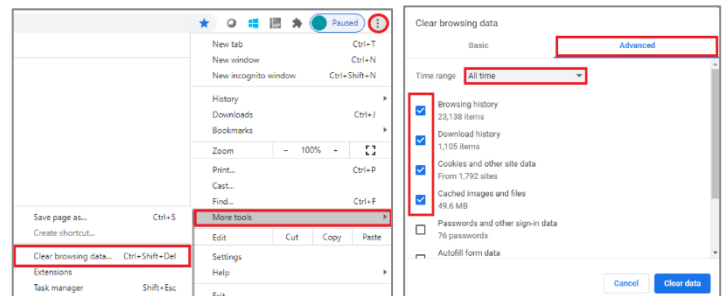 Paused
New tab Ctrl+T
New window Ctrl+N
New incognito window Ctrl+Shift+N
History
Downloads Ctrl+J
Bookmarks
Zoom - 100% +
Print... Ctrl+P
Cast...
Find... Ctrl+F
More tools
Edit Cut Copy Paste
Settings
Help
Exit
Save page as... Ctrl+S
Create shortcut...
Clear browsing data... Ctrl+Shift+Del
Extensions
Task manager Shift+Esc
Clear browsing data
Basic Advanced
Time range All time
Browsing history
23,138 items
Download history
1,105 items
Cookies and other site data
From 1,792 sites
Cached images and files
49.6 MB
Passwords and other sign-in data
76 passwords
Autofill form data
Cancel Clear data